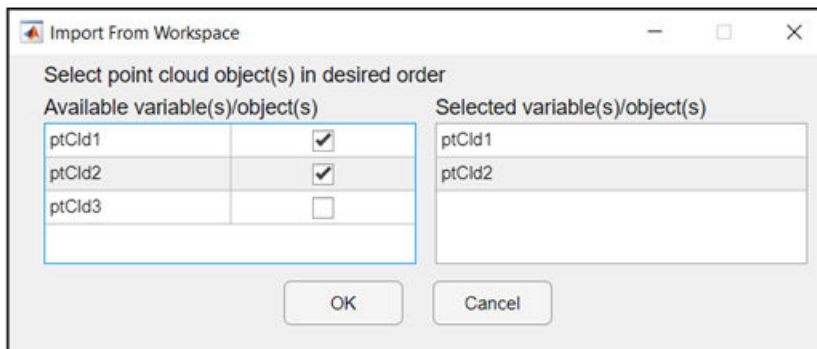 Import From Workspace
Select point cloud object(s) in desired order
Available variable(s)/object(s) Selected variable(s)/object(s)
ptCld1 ptCld1
ptCld2 ptCld2
ptCld3
OK Cancel